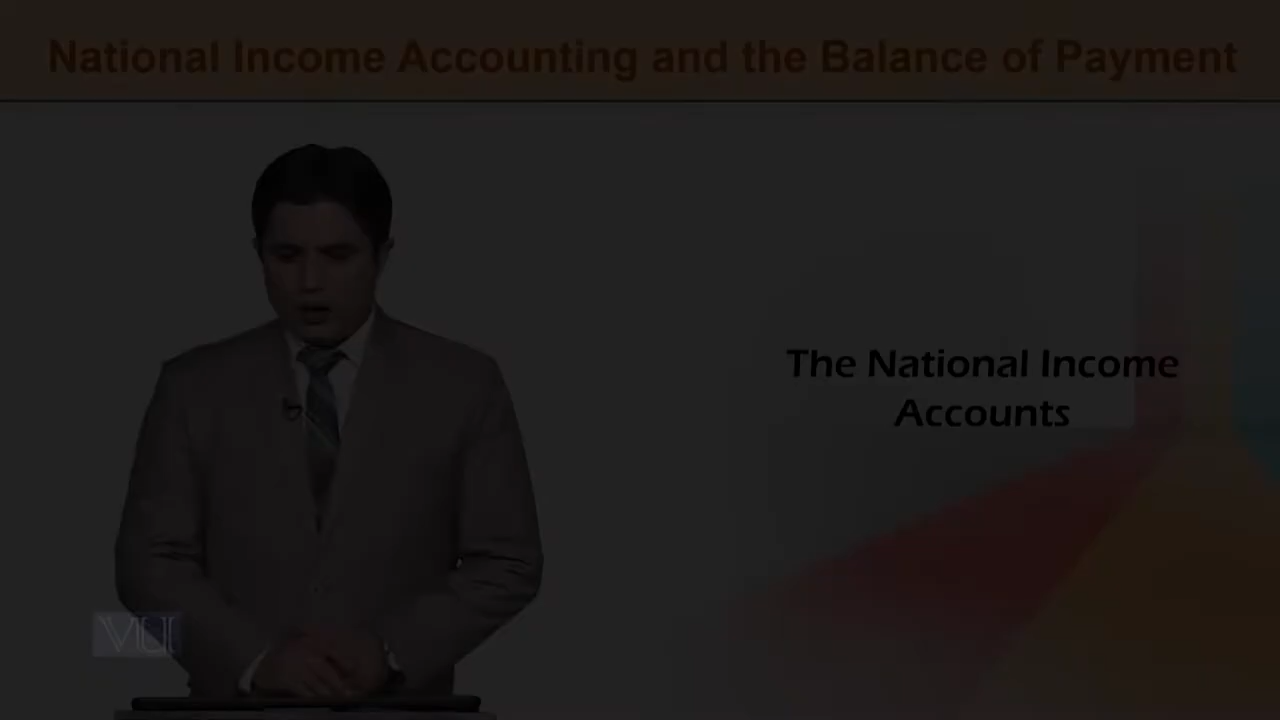 National Income Accounting and the Balance of Payment
The National Income
Accounts
VU